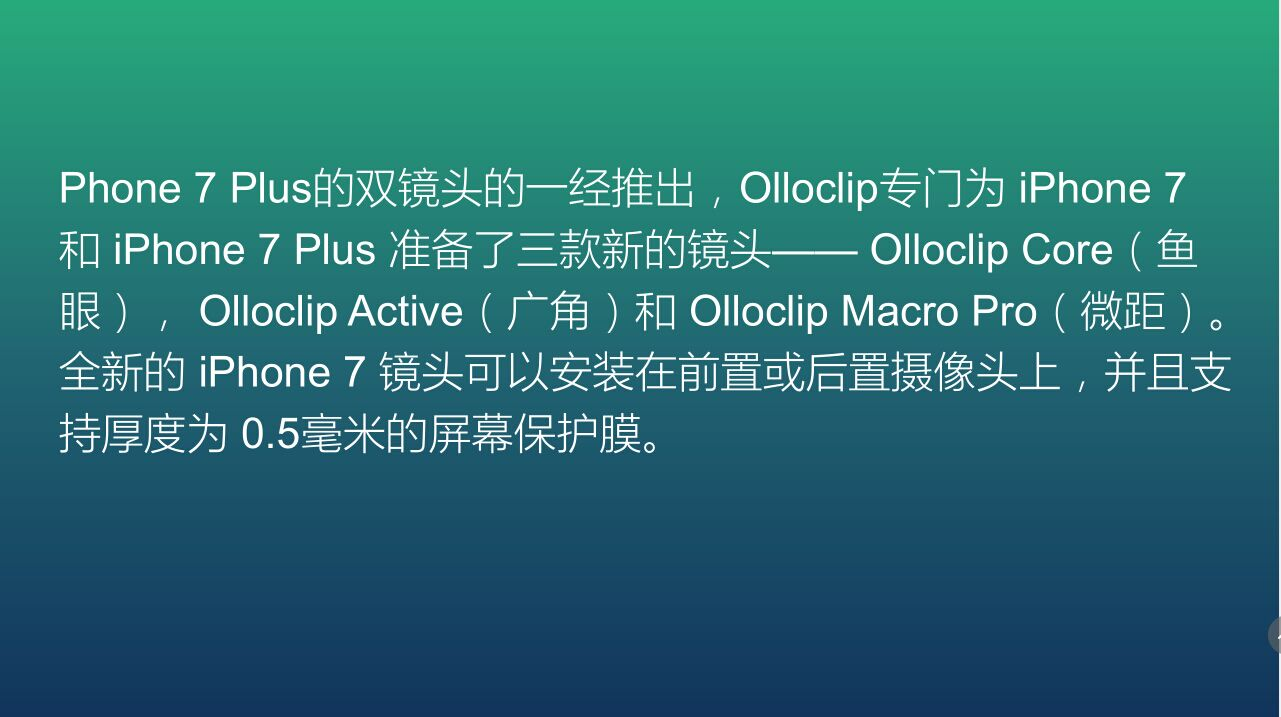 Phone 7 Plus的双镜头的一经推出，Olloclip专门为 iPhone 7
和 iPhone 7 Plus 准备了三款新的镜头—— Olloclip Core（鱼
眼）， Olloclip Active（广角）和 Olloclip Macro Pro（微距）。
全新的 iPhone 7 镜头可以安装在前置或后置摄像头上，并且支
持厚度为 0.5毫米的屏幕保护膜。